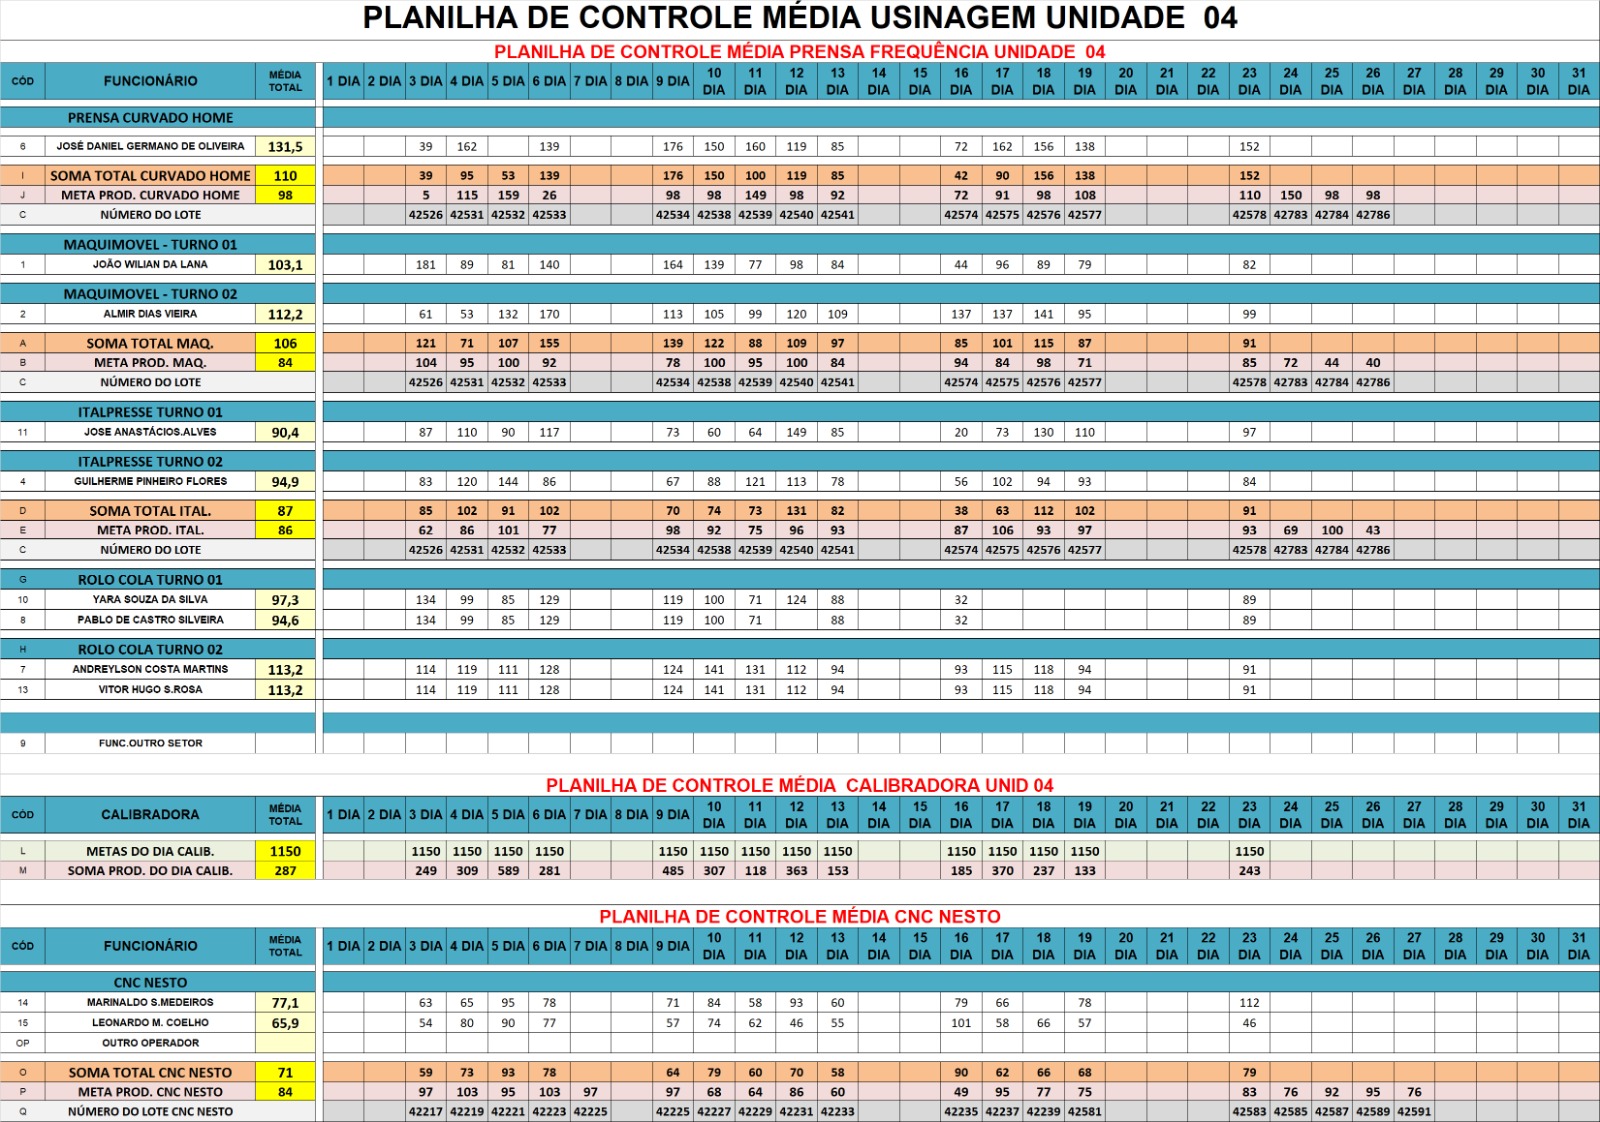 PLANILHA DE CONTROLE MÉDIA USINAGEM UNIDADE 04
PLANILHA DE CONTROLE MÉDIA PRENSA FREQUÊNCIA UNIDADE 04
CÓD FUNCIONÁRIO MÉDIA TOTAL 1 DIA 2 DIA 3 DIA 4 DIA 5 DIA 6 DIA 7 DIA 8 DIA 9 DIA 10 DIA 11 DIA 12 DIA 13 DIA 14 DIA 15 DIA 16 DIA 17 DIA 18 DIA 19 DIA 20 DIA 21 DIA 22 DIA 23 DIA 24 DIA 25 DIA 26 DIA 27 DIA 28 DIA 29 DIA 30 DIA 31 DIA
PRENSA CURVADO HOME
6 JOSÉ DANIEL GERMANO DE OLIVEIRA 131,5 39 162 139 176 150 160 119 85 72 162 156 138 152
I SOMA TOTAL CURVADO HOME 110 39 95 53 139 176 150 100 119 85 42 90 156 138 152
J META PROD. CURVADO HOME 98 5 115 159 26 98 98 149 98 92 72 91 98 108 110 150 98 98
C NÚMERO DO LOTE 42526 42531 42532 42533 42534 42538 42539 42540 42541 42574 42575 42576 42577 42578 42783 42784 42786
MAQUIMOVEL - TURNO 01
1 JOÃO WILIAN DA LANA 103,1 181 89 81 140 164 139 77 98 84 44 96 89 79 82
MAQUIMOVEL - TURNO 02
2 ALMIR DIAS VIEIRA 112,2 61 53 132 170 113 105 99 120 109 137 137 141 95 99
A SOMA TOTAL MAQ. 106 121 71 107 155 139 122 88 109 97 85 101 115 87 91
B META PROD. MAQ. 84 104 95 100 92 78 100 95 100 84 94 84 98 71 85 72 44 40
C NÚMERO DO LOTE 42526 42531 42532 42533 42534 42538 42539 42540 42541 42574 42575 42576 42577 42578 42783 42784 42786
ITALPRESSE TURNO 01
11 JOSE ANASTÁCIOS.ALVES 90,4 87 110 90 117 73 60 64 149 85 20 73 130 110 97
ITALPRESSE TURNO 02
4 GUILHERME PINHEIRO FLORES 94,9 83 120 144 86 67 88 121 113 78 56 102 94 93 84
D SOMA TOTAL ITAL. 87 85 102 91 102 70 74 73 131 82 38 63 112 102 91
E META PROD. ITAL. 86 62 86 101 77 98 92 75 96 93 87 106 93 97 93 69 100 43
C NÚMERO DO LOTE 42526 42531 42532 42533 42534 42538 42539 42540 42541 42574 42575 42576 42577 42578 42783 42784 42786
G ROLO COLA TURNO 01
10 YARA SOUZA DA SILVA 97,3 134 99 85 129 119 100 71 124 88 32 89
8 PABLO DE CASTRO SILVEIRA 94,6 134 99 85 129 119 100 71 88 32 89
H ROLO COLA TURNO 02
7 ANDREYLSON COSTA MARTINS 113,2 114 119 111 128 124 141 131 112 94 93 115 118 94 91
13 VITOR HUGO S.ROSA 113,2 114 119 111 128 124 141 131 112 94 93 115 118 94 91
9 FUNC.OUTRO SETOR
PLANILHA DE CONTROLE MÉDIA CALIBRADORA UNID 04
CÓD CALIBRADORA MÉDIA TOTAL 1 DIA 2 DIA 3 DIA 4 DIA 5 DIA 6 DIA 7 DIA 8 DIA 9 DIA 10 DIA 11 DIA 12 DIA 13 DIA 14 DIA 15 DIA 16 DIA 17 DIA 18 DIA 19 DIA 20 DIA 21 DIA 22 DIA 23 DIA 24 DIA 25 DIA 26 DIA 27 DIA 28 DIA 29 DIA 30 DIA 31 DIA
L METAS DO DIA CALIB. 1150 1150 1150 1150 1150 1150 1150 1150 1150 1150 1150 1150 1150 1150 1150
M SOMA PROD. DO DIA CALIB. 287 249 309 589 281 485 307 118 363 153 185 370 237 133 243
PLANILHA DE CONTROLE MÉDIA CNC NESTO
CÓD FUNCIONÁRIO MÉDIA TOTAL 1 DIA 2 DIA 3 DIA 4 DIA 5 DIA 6 DIA 7 DIA 8 DIA 9 DIA 10 DIA 11 DIA 12 DIA 13 DIA 14 DIA 15 DIA 16 DIA 17 DIA 18 DIA 19 DIA 20 DIA 21 DIA 22 DIA 23 DIA 24 DIA 25 DIA 26 DIA 27 DIA 28 DIA 29 DIA 30 DIA 31 DIA
CNC NESTO
14 MARINALDO S.MEDEIROS 77,1 63 65 95 78 71 84 58 93 60 79 66 78 112
15 LEONARDO M. COELHO 65,9 54 80 90 77 57 74 62 46 55 101 58 66 57 46
OP OUTRO OPERADOR
O SOMA TOTAL CNC NESTO 71 59 73 93 78 64 79 60 70 58 90 62 66 68 79
P META PROD. CNC NESTO 84 97 103 95 103 97 97 68 64 86 60 49 95 77 75 83 76 92 95 76
Q NÚMERO DO LOTE CNC NESTO 42217 42219 42221 42223 42225 42225 42227 42229 42231 42233 42235 42237 42239 42581 42583 42585 42587 42589 42591